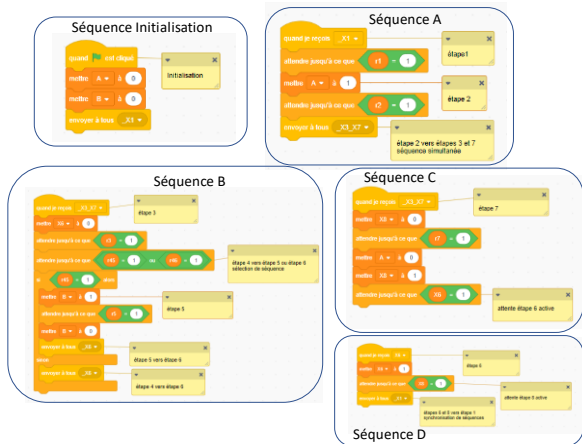 Séquence Initialisation
quand est cliqué
mettre A à 0
mettre B à 0
envoyer à tous _X1
Initialisation
Séquence A
quand je reçois _X1
attendre jusqu'à ce que r1 = 1
mettre A à 1
attendre jusqu'à ce que r2 = 1
envoyer à tous _X3_X7
étape1
étape 2
étape 2 vers étapes 3 et 7
séquence simultanée
Séquence B
quand je reçois _X3_X7
mettre X6 à 0
attendre jusqu'à ce que r3 = 1
attendre jusqu'à ce que r45 = 1 ou r46 = 1
si r45 = 1 alors
mettre B à 1
attendre jusqu'à ce que r5 = 1
mettre B à 0
envoyer à tous _X6
sinon
envoyer à tous _X6
étape 3
étape 4 vers étape 5 ou étape 6
sélection de séquence
étape 5
étape 5 vers étape 6
étape 4 vers étape 6
Séquence C
quand je reçois _X3_X7
mettre X8 à 0
attendre jusqu'à ce que r7 = 1
mettre A à 0
mettre X8 à 1
attendre jusqu'à ce que X6 = 1
étape 7
attente étape 6 active
quand je reçois _X6
mettre X6 à 1
attendre jusqu'à ce que X8 = 1
envoyer à tous _X1
étape 6
attente étape 8 active
étapes 6 et 8 vers étape 1
synchronisation de séquences
Séquence D